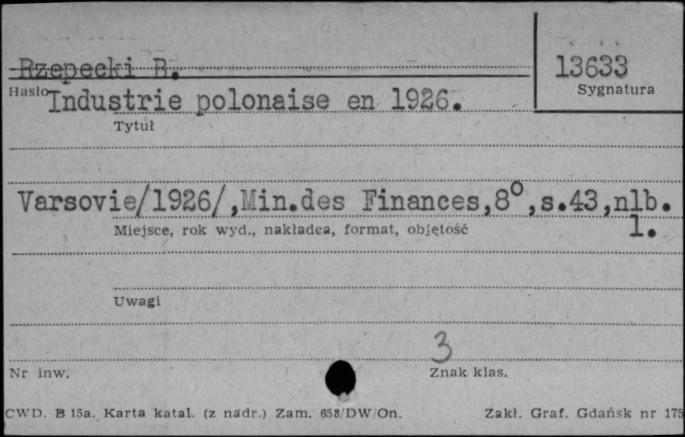 Rzepecki B. 13633
Hasło Sygnatura
Industrie polonaise en 1926.
Tytuł
Varsovie/1926/,Min.des Finances,8°,s.43,nlb.
1.
Miejsce, rok wyd., nakładca, format, objętość
Uwagi
3
Nr inw. Znak klas.
CWD. B 15a. Karta katal. (z nadr.) Zam. 658/DW/On. Zakł. Graf. Gdańsk nr 175